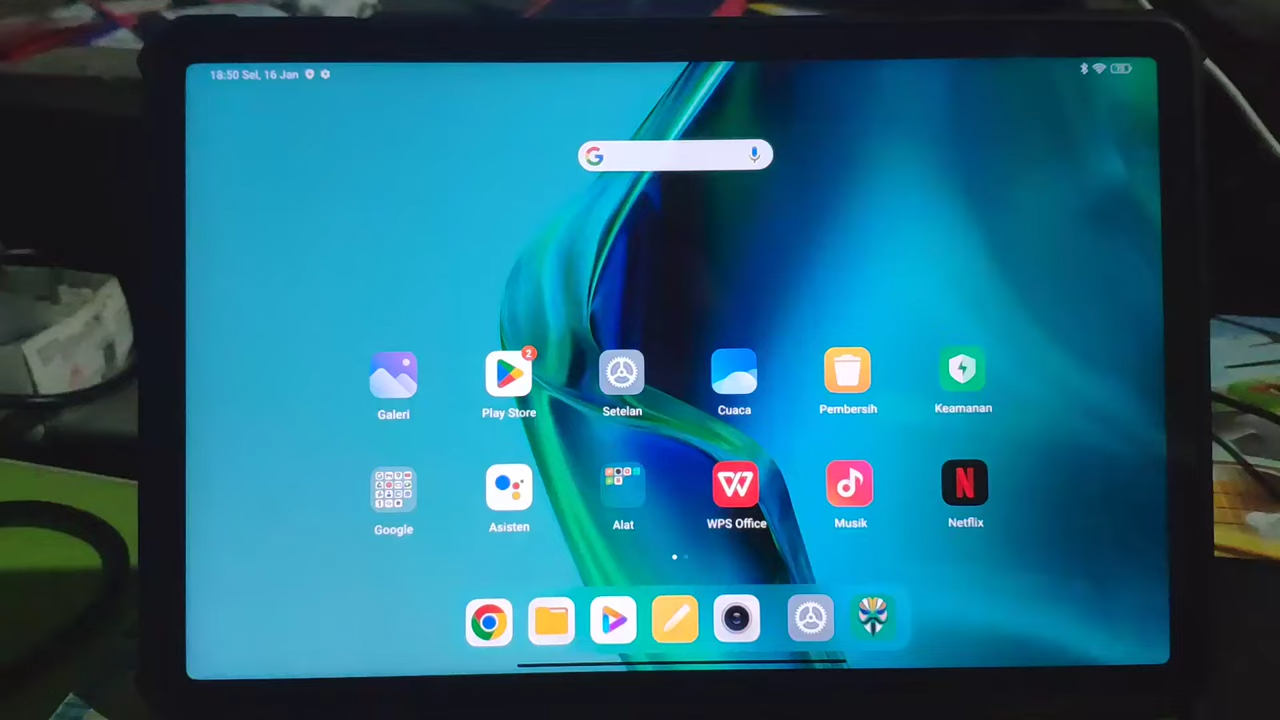 18:50 Sel, 16 Jan
Galeri
2
Play Store
Setelan
Cuaca
Pembersih
Keamanan
Google
Asisten
Alat
WPS Office
Musik
Netflix